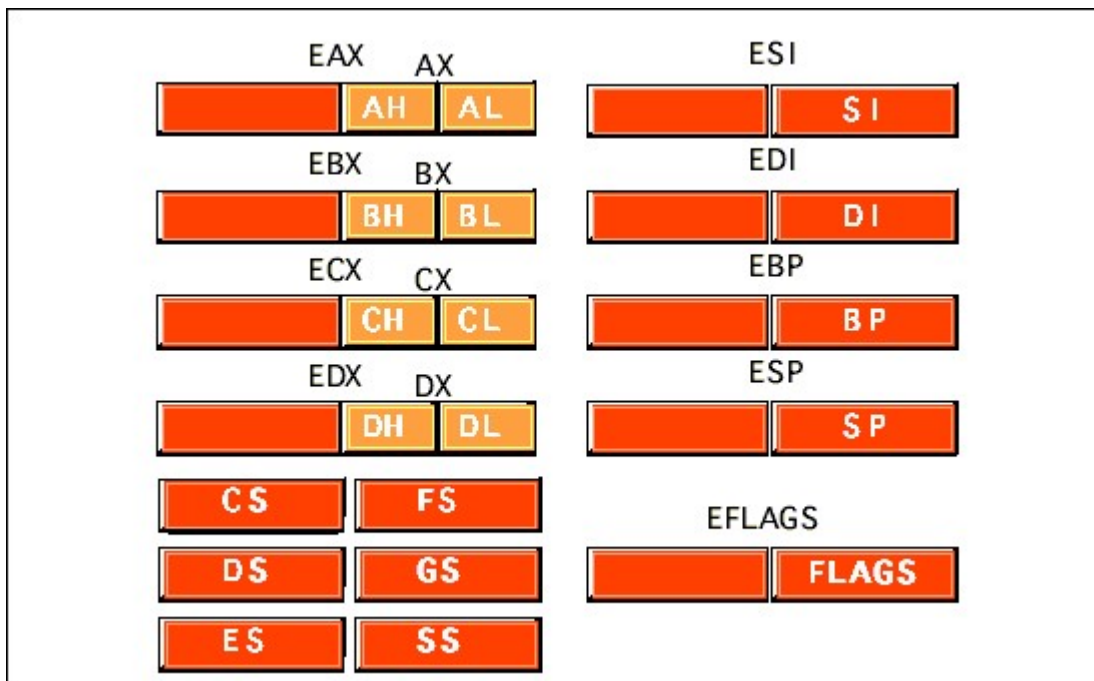 EAX AX
AH AL
EBX BX
BH BL
ECX CX
CH CL
EDX DX
DH DL
CS FS
DS GS
ES SS
ESI
SI
EDI
DI
EBP
BP
ESP
SP
EFLAGS
FLAGS